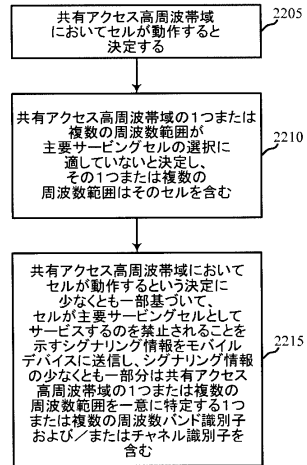 共有アクセス高周波帯域
においてセルが動作すると
決定する
2205
共有アクセス高周波帯域の1つまたは
複数の周波数範囲が
主要サービングセルの選択に
適していないと決定し、
その1つまたは複数の
周波数範囲はそのセルを含む
2210
共有アクセス高周波帯域において
セルが動作するという決定に
少なくとも一部基づいて、
セルが主要サービングセルとして
サービスするのを禁止されることを
示すシグナリング情報をモバイル
デバイスに送信し、シグナリング情報
の少なくとも一部分は共有アクセス
高周波帯域の1つまたは複数の
周波数範囲を一意に特定する1つ
または複数の周波数バンド識別子
および/またはチャネル識別子を
含む
2215